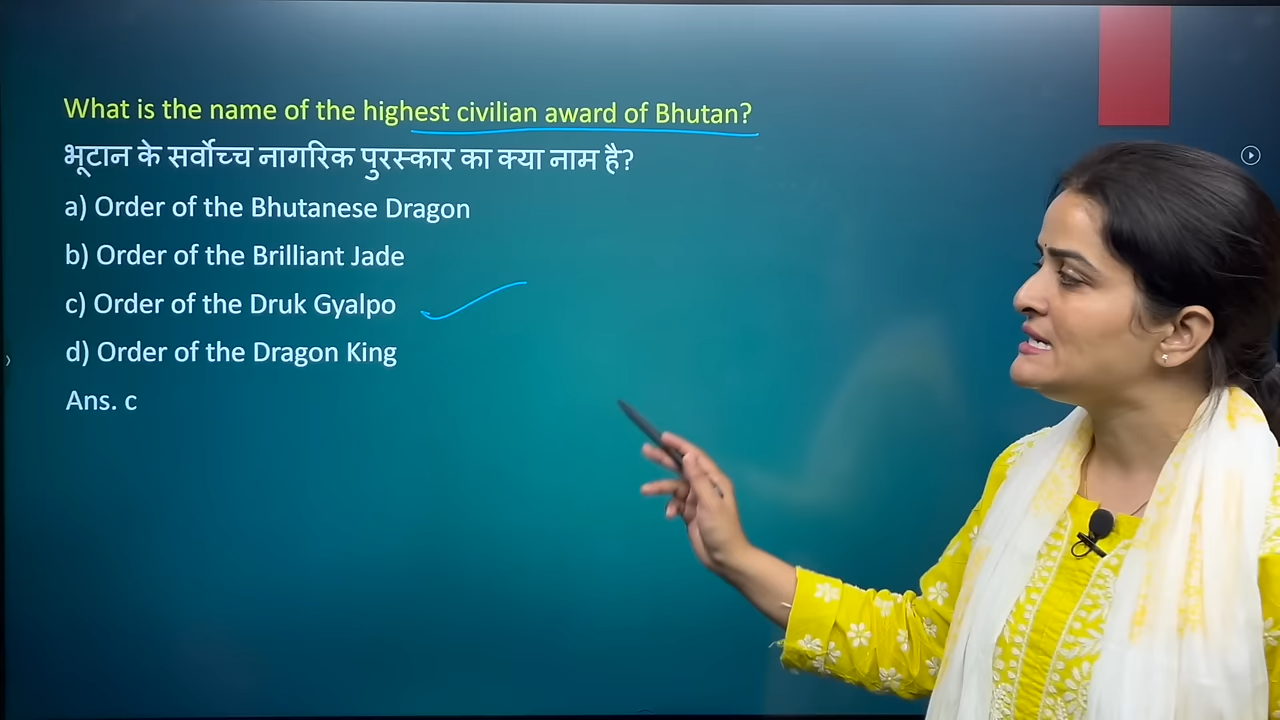 What is the name of the highest civilian award of Bhutan?
भूटान के सर्वोच्च नागरिक पुरस्कार का क्या नाम है?
a) Order of the Bhutanese Dragon
b) Order of the Brilliant Jade
c) Order of the Druk Gyalpo
d) Order of the Dragon King
Ans. c